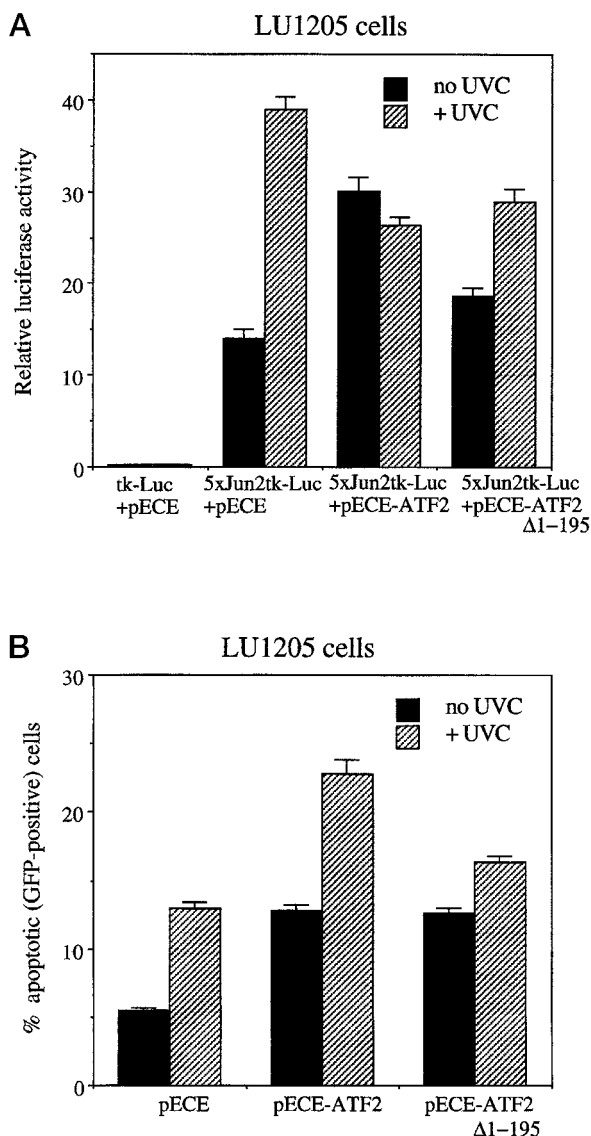 A
LU1205 cells
Relative luciferase activity
40
30
20
10
0
no UVC
+ UVC
tk-Luc
+pECE
5xJun2tk-Luc
+pECE
5xJun2tk-Luc
+pECE-ATF2
5xJun2tk-Luc
+pECE-ATF2
Δ1−195
B
LU1205 cells
% apoptotic (GFP-positive) cells
30
20
10
0
no UVC
+ UVC
pECE
pECE-ATF2
pECE-ATF2
Δ1−195